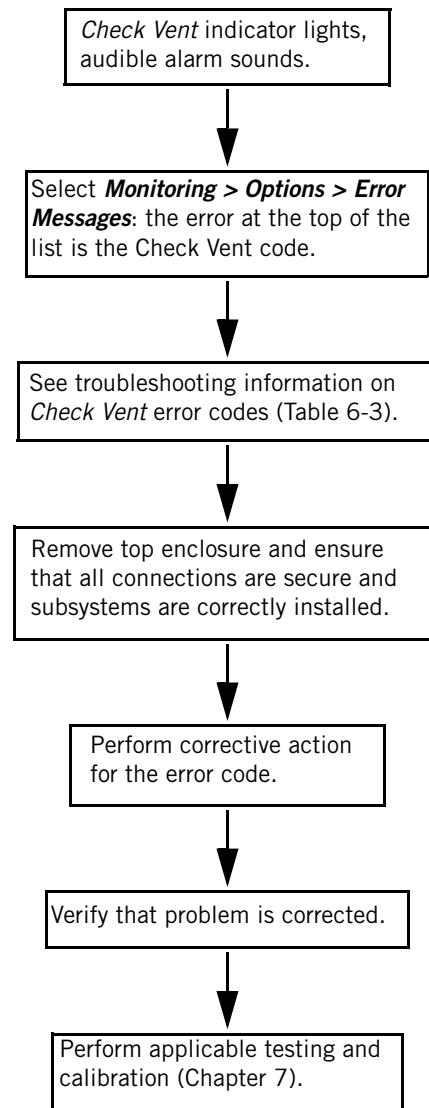 Check Vent indicator lights,
audible alarm sounds.
Select Monitoring > Options > Error
Messages: the error at the top of the
list is the Check Vent code.
See troubleshooting information on
Check Vent error codes (Table 6-3).
Remove top enclosure and ensure
that all connections are secure and
subsystems are correctly installed.
Perform corrective action
for the error code.
Verify that problem is corrected.
Perform applicable testing and
calibration (Chapter 7).